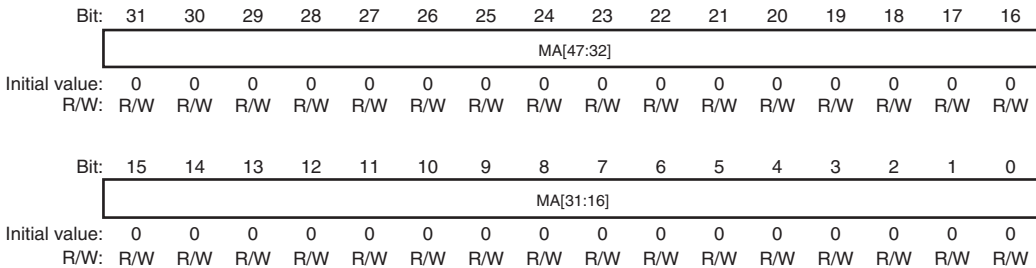 Bit: 31 30 29 28 27 26 25 24 23 22 21 20 19 18 17 16
MA[47:32]
Initial value: 0 0 0 0 0 0 0 0 0 0 0 0 0 0 0 0
R/W: R/W R/W R/W R/W R/W R/W R/W R/W R/W R/W R/W R/W R/W R/W R/W R/W
Bit: 15 14 13 12 11 10 9 8 7 6 5 4 3 2 1 0
MA[31:16]
Initial value: 0 0 0 0 0 0 0 0 0 0 0 0 0 0 0 0
R/W: R/W R/W R/W R/W R/W R/W R/W R/W R/W R/W R/W R/W R/W R/W R/W R/W